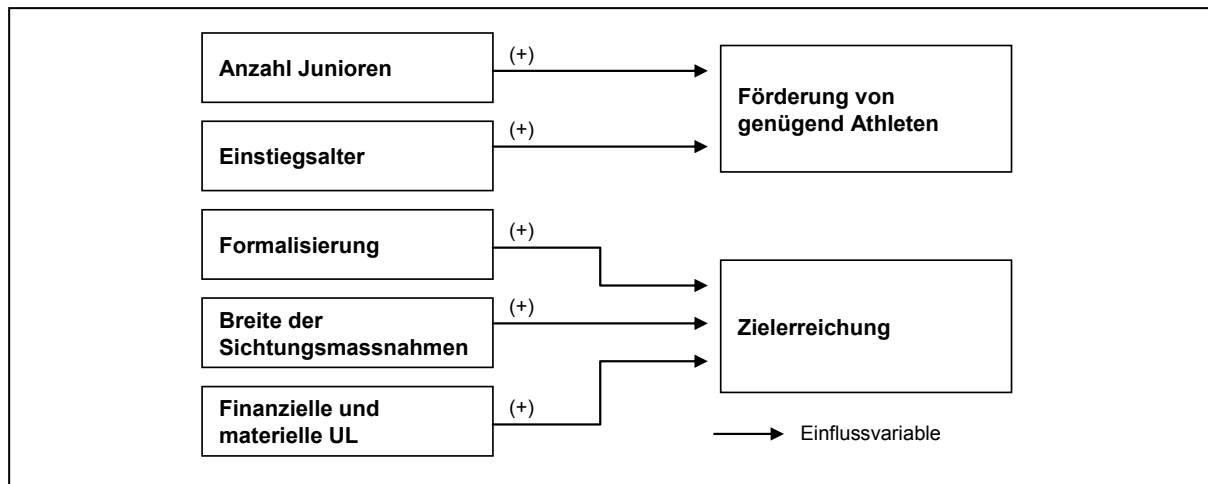 Anzahl Junioren
(+)
Förderung von
genügend Athleten
Einstiegsalter
(+)
Formalisierung
(+)
Breite der
Sichtungsmassnahmen
(+)
Zielerreichung
Finanzielle und
materielle UL
(+)
Einflussvariable